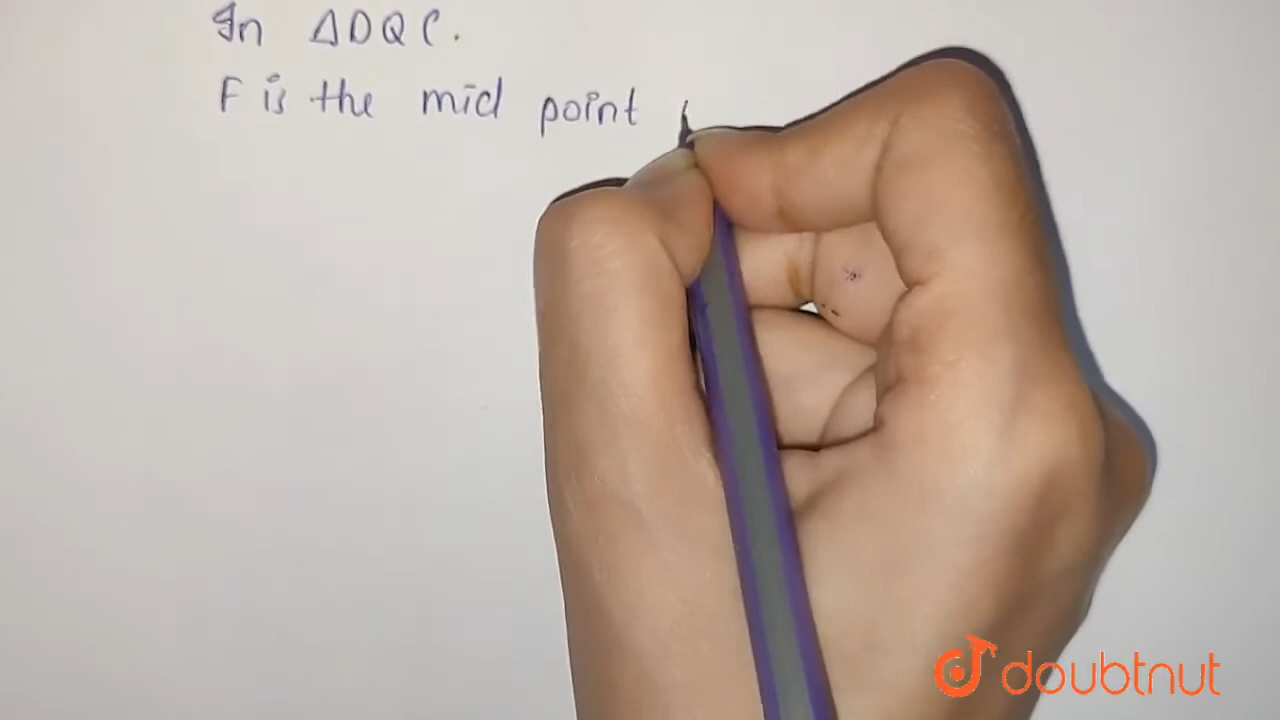 In ΔDQC.
F is the mid point
doubtnut